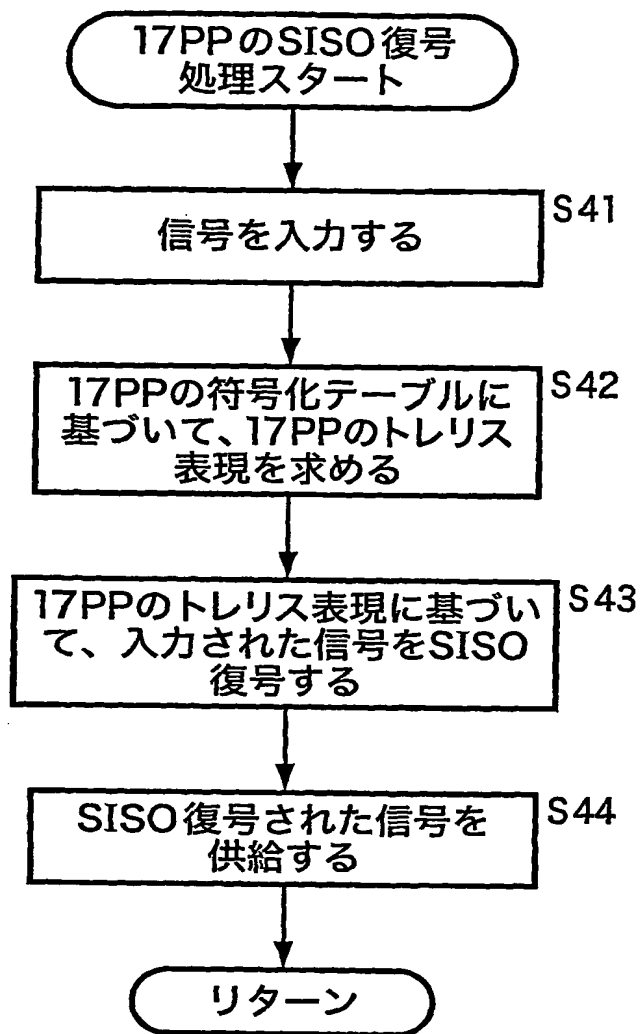 17PPのSISO復号
処理スタート
信号を入力する
S41
17PPの符号化テーブルに
基づいて、17PPのトレリス
表現を求める
S42
17PPのトレリス表現に基づい
て、入力された信号をSISO
復号する
S43
SISO復号された信号を
供給する
S44
リターン